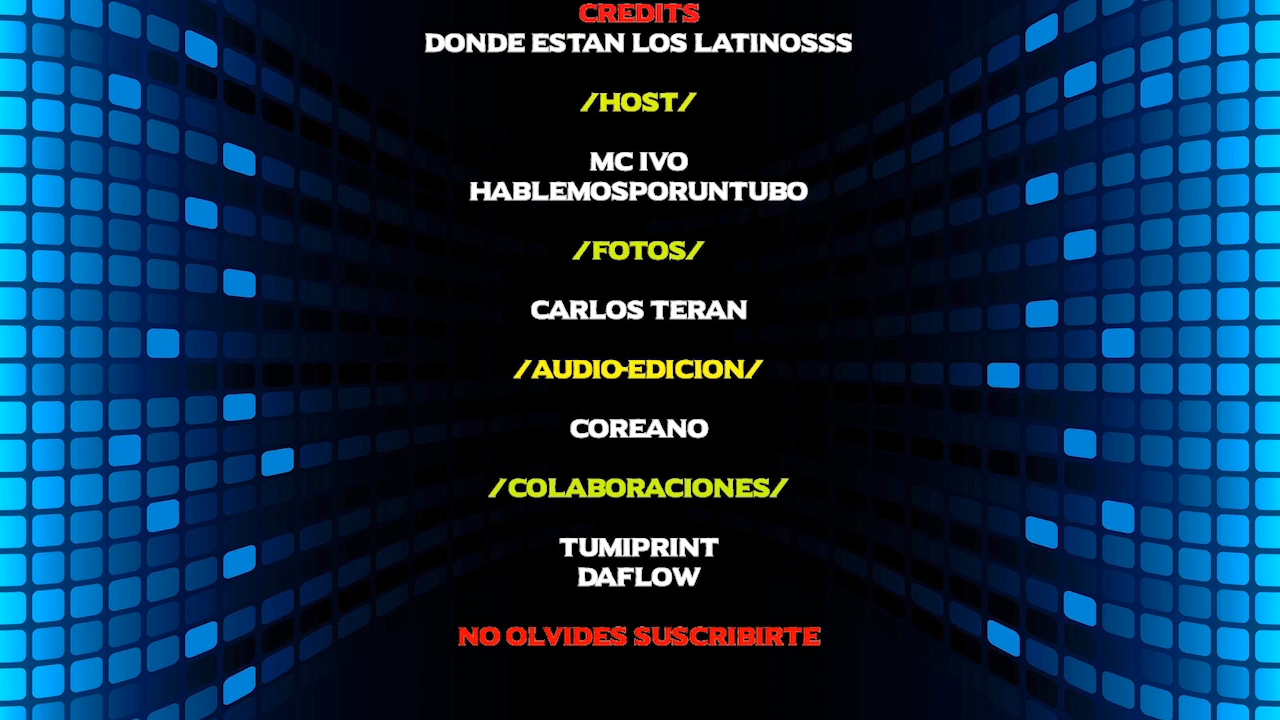 CREDITS
DONDE ESTAN LOS LATINOSSS
/HOST/
MC IVO
HABLEMOSPORUNTUBO
/FOTOS/
CARLOS TERAN
/AUDIO-EDICION/
COREANO
/COLABORACIONES/
TUMIPRINT
DAFLOW
NO OLVIDES SUSCRIBIRTE